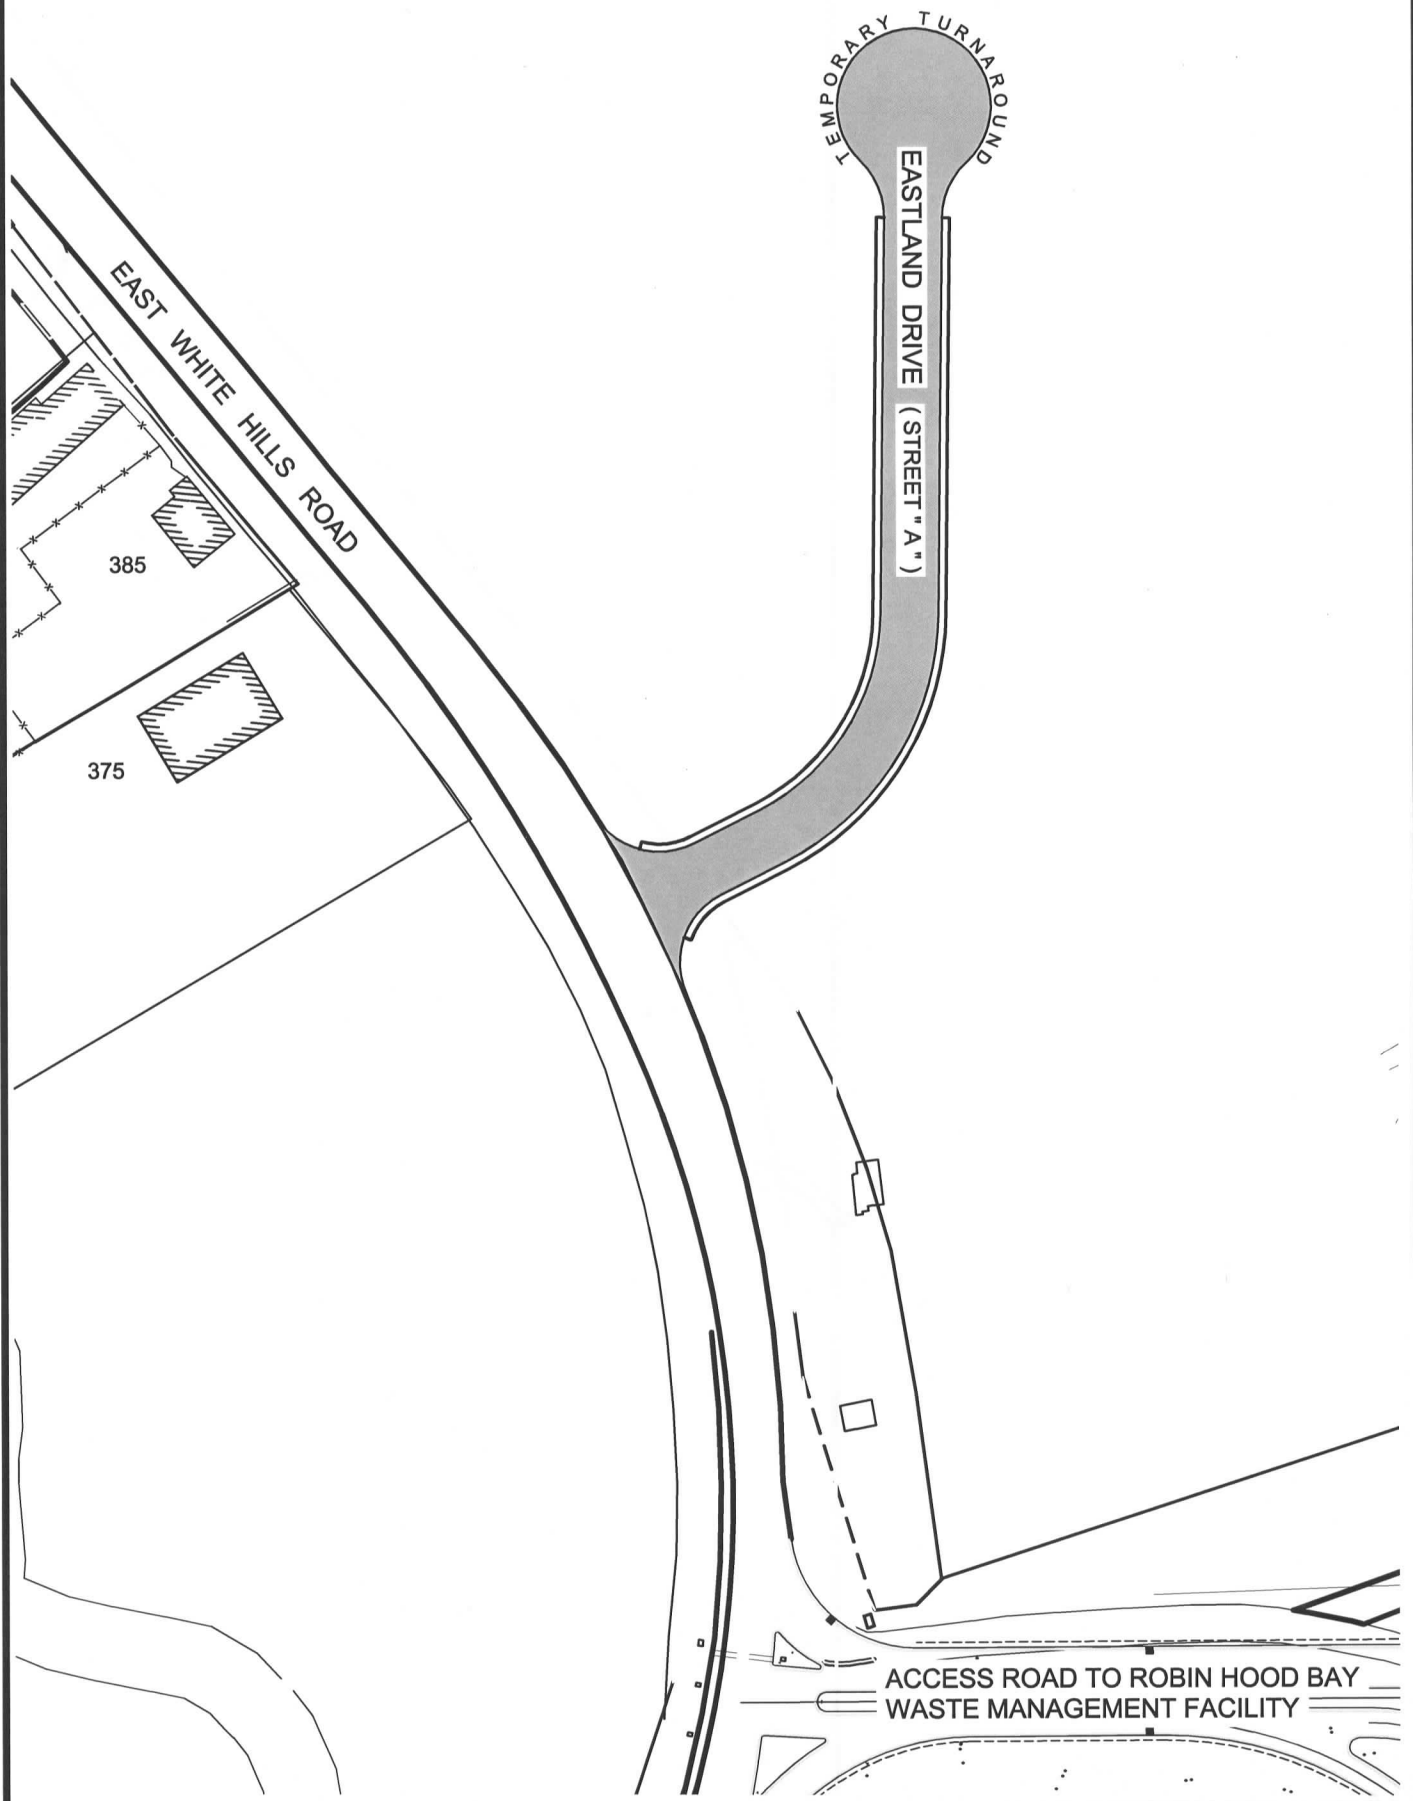 TEMPORARY TURNAROUND
EASTLAND DRIVE (STREET "A")
EAST WHITE HILLS ROAD
385
375
ACCESS ROAD TO ROBIN HOOD BAY
WASTE MANAGEMENT FACILITY